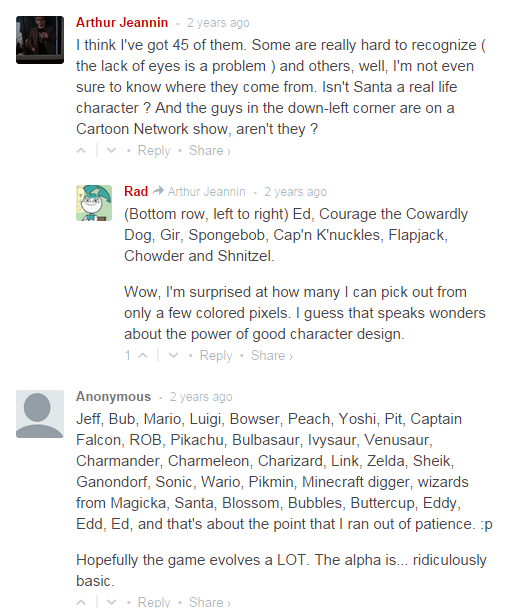 Arthur Jeannin • 2 years ago
I think I've got 45 of them. Some are really hard to recognize (
the lack of eyes is a problem ) and others, well, I'm not even
sure to know where they come from. Isn't Santa a real life
character ? And the guys in the down-left corner are on a
Cartoon Network show, aren't they ?
• Reply • Share ›
Rad Arthur Jeannin • 2 years ago
(Bottom row, left to right) Ed, Courage the Cowardly
Dog, Gir, Spongebob, Cap'n K'nuckles, Flapjack,
Chowder and Shnitzel.
Wow, I'm surprised at how many I can pick out from
only a few colored pixels. I guess that speaks wonders
about the power of good character design.
1 • Reply • Share ›
Anonymous • 2 years ago
Jeff, Bub, Mario, Luigi, Bowser, Peach, Yoshi, Pit, Captain
Falcon, ROB, Pikachu, Bulbasaur, Ivysaur, Venusaur,
Charmander, Charmeleon, Charizard, Link, Zelda, Sheik,
Ganondorf, Sonic, Wario, Pikmin, Minecraft digger, wizards
from Magicka, Santa, Blossom, Bubbles, Buttercup, Eddy,
Edd, Ed, and that's about the point that I ran out of patience. :p
Hopefully the game evolves a LOT. The alpha is... ridiculously
basic.
• Reply • Share ›